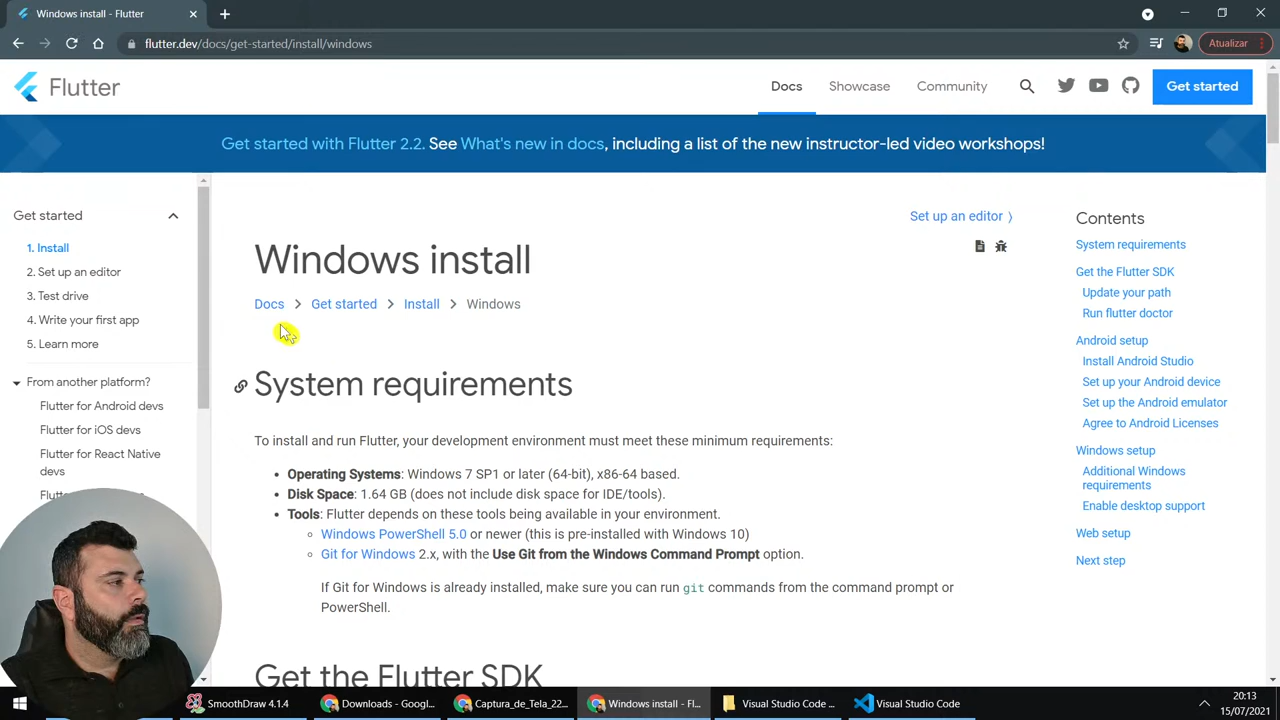 Windows install - Flutter
flutter.dev/docs/get-started/install/windows
Atualizar
Flutter
Docs
Showcase
Community
Get started
Get started with Flutter 2.2. See What's new in docs, including a list of the new instructor-led video workshops!
Get started
1. Install
2. Set up an editor
3. Test drive
4. Write your first app
5. Learn more
From another platform?
Flutter for Android devs
Flutter for iOS devs
Flutter for React Native
devs
Set up an editor
Windows install
Docs > Get started > Install > Windows
System requirements
To install and run Flutter, your development environment must meet these minimum requirements:
• Operating Systems: Windows 7 SP1 or later (64-bit), x86-64 based.
• Disk Space: 1.64 GB (does not include disk space for IDE/tools).
• Tools: Flutter depends on these tools being available in your environment.
◦ Windows PowerShell 5.0 or newer (this is pre-installed with Windows 10)
◦ Git for Windows 2.x, with the Use Git from the Windows Command Prompt option.
If Git for Windows is already installed, make sure you can run git commands from the command prompt or
PowerShell.
Get the Flutter SDK
Contents
System requirements
Get the Flutter SDK
Update your path
Run flutter doctor
Android setup
Install Android Studio
Set up your Android device
Set up the Android emulator
Agree to Android Licenses
Windows setup
Additional Windows
requirements
Enable desktop support
Web setup
Next step
SmoothDraw 4.1.4
Downloads - Googl...
Captura_de_Tela_22...
Windows install - Fl...
Visual Studio Code ...
Visual Studio Code
20:13
15/07/2021